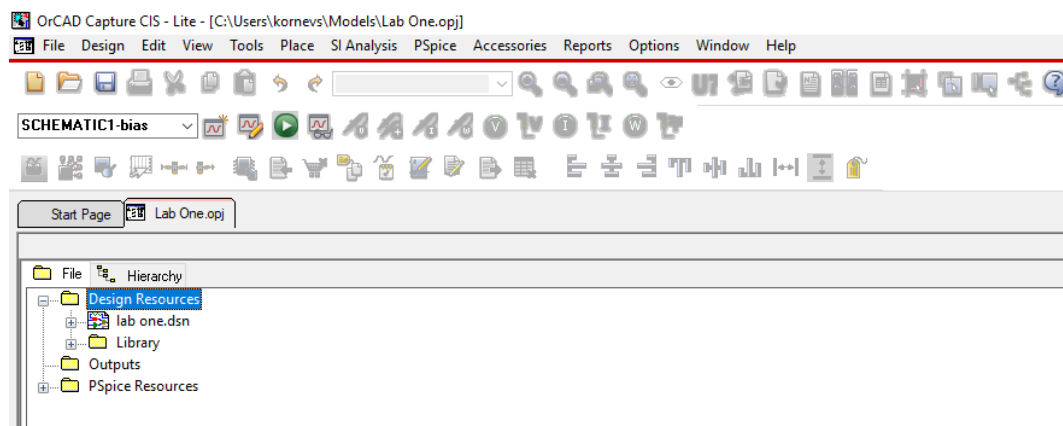 OrCAD Capture CIS - Lite - [C:\Users\kornevs\Models\Lab One.opj]
File Design Edit View Tools Place SI Analysis PSpice Accessories Reports Options Window Help
U?
SCHEMATIC1-bias
V I W
Start Page Lab One.opj
File Hierarchy
Design Resources
lab one.dsn
Library
Outputs
PSpice Resources